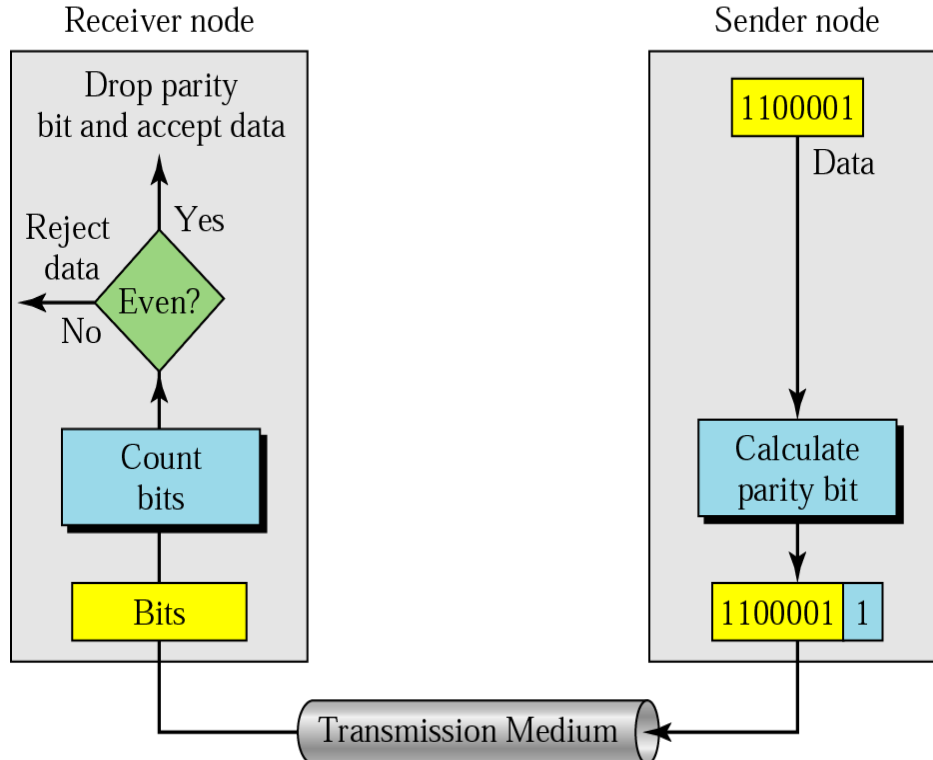 Receiver node
Sender node
Drop parity
bit and accept data
Yes
Reject
data
No
Even?
Count
bits
Bits
1100001
Data
Calculate
parity bit
1100001 1
Transmission Medium